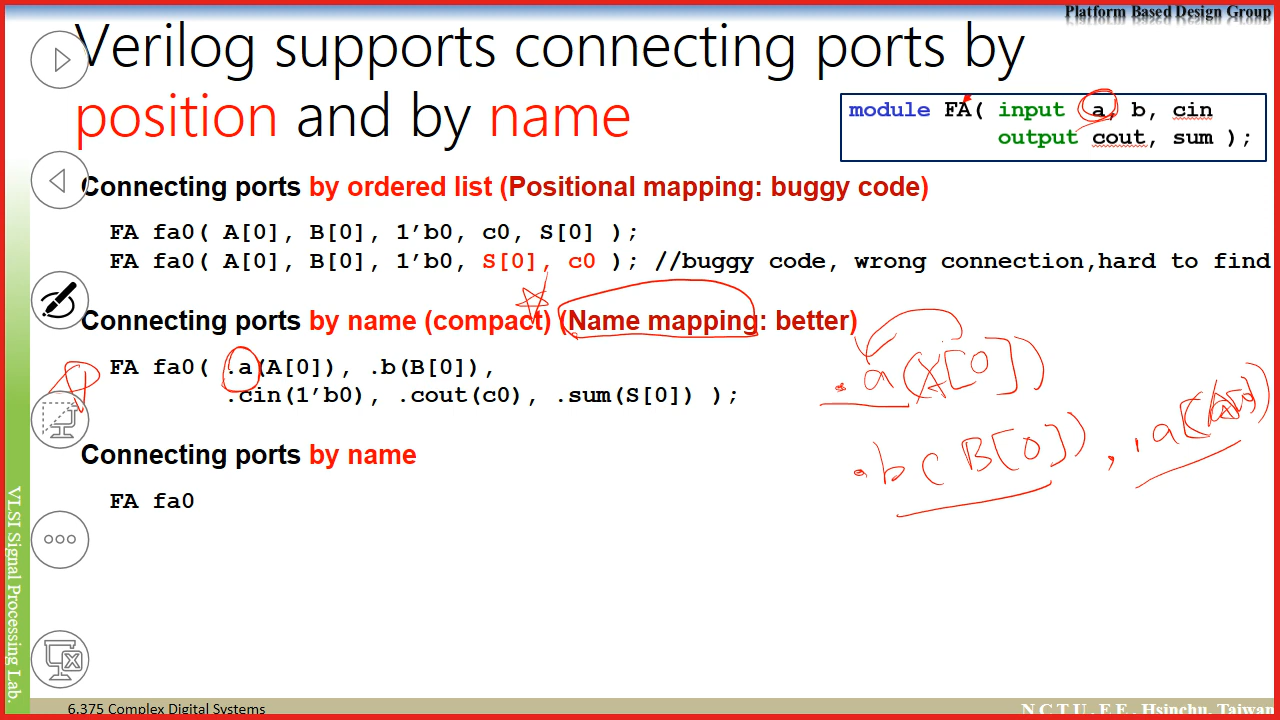 Platform Based Design Group
Verilog supports connecting ports by
position and by name
module FA( input a, b, cin
output cout, sum );
Connecting ports by ordered list (Positional mapping: buggy code)
FA fa0( A[0], B[0], 1’b0, c0, S[0] );
FA fa0( A[0], B[0], 1’b0, S[0], c0 ); //buggy code, wrong connection,hard to find
Connecting ports by name (compact) (Name mapping: better)
FA fa0( .a(A[0]), .b(B[0]),
.cin(1’b0), .cout(c0), .sum(S[0]) );
.a(A[0])
.b(B[0]), .a(
Connecting ports by name
FA fa0
VLSI Signal Processing Lab.
6.375 Complex Digital Systems
N C T U. E E, Hsinchu, Taiwan